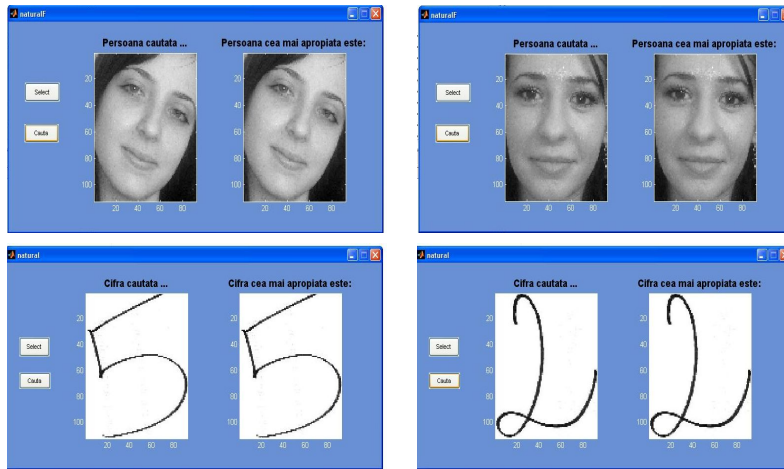 naturalF
Persoana cautata ...
Persoana cea mai apropiata este:
Select
Cauta
20
40
60
80
100
20 40 60 80
20 40 60 80
naturalF
Persoana cautata ...
Persoana cea mai apropiata este:
Select
Cauta
20
40
60
80
100
20 40 60 80
20 40 60 80
natural
Cifra cautata ...
Cifra cea mai apropiata este:
Select
Cauta
20
40
60
80
100
5
5
20 40 60 80
20 40 60 80
natural
Cifra cautata ...
Cifra cea mai apropiata este:
Select
Cauta
20
40
60
80
100
2
2
20 40 60 80
20 40 60 80